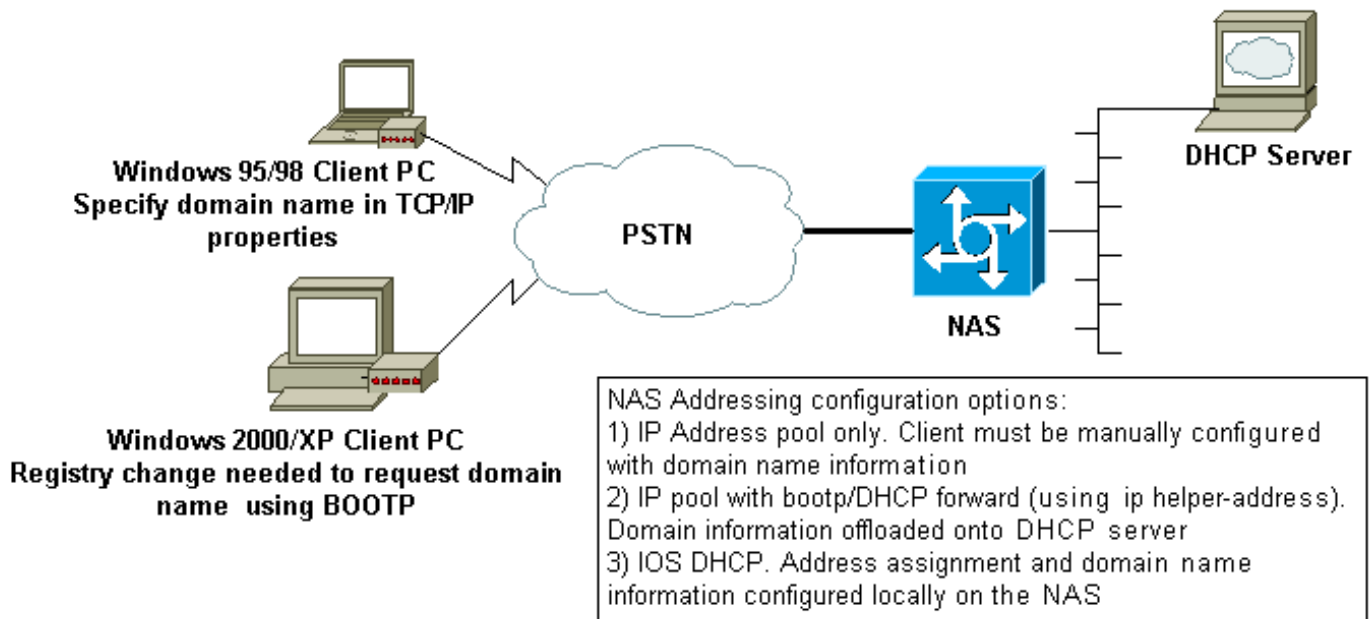 Windows 95/98 Client PC
Specify domain name in TCP/IP
properties
PSTN
NAS
DHCP Server
Windows 2000/XP Client PC
Registry change needed to request domain
name using BOOTP
NAS Addressing configuration options:
1) IP Address pool only. Client must be manually configured
with domain name information
2) IP pool with bootp/DHCP forward (using ip helper-address).
Domain information offloaded onto DHCP server
3) IOS DHCP. Address assignment and domain name
information configured locally on the NAS